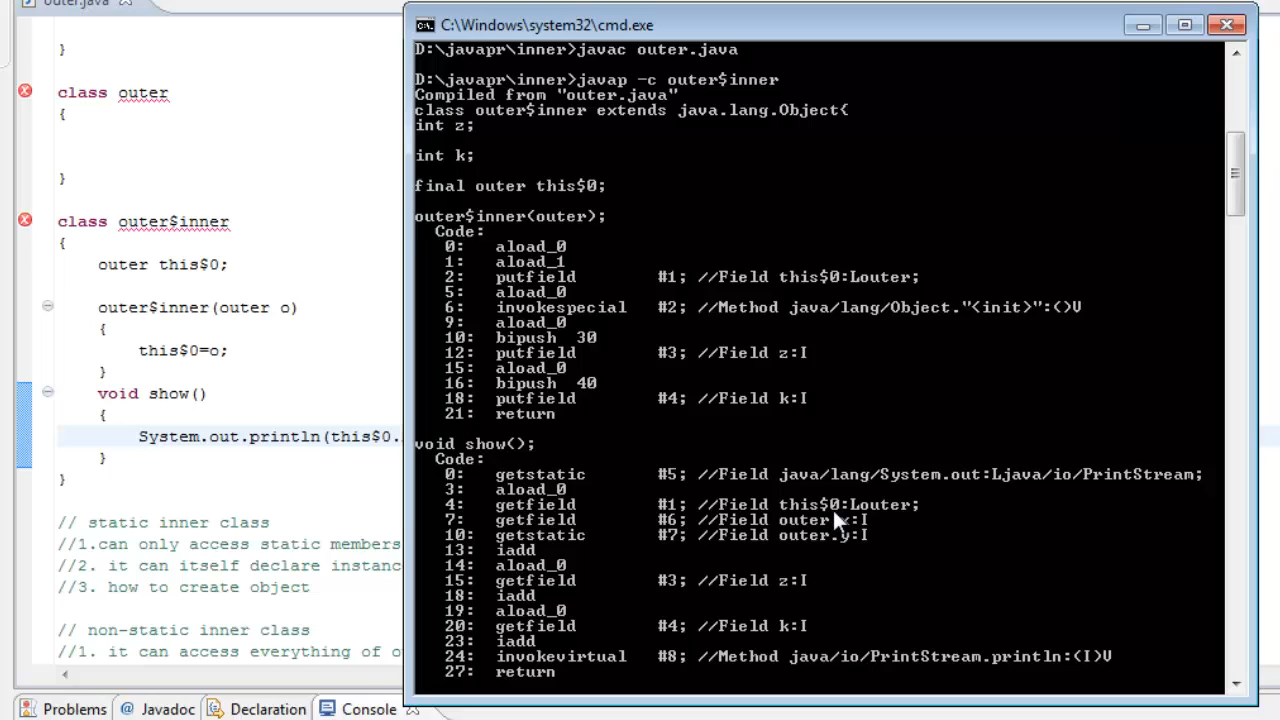 outer.java
}
class outer
{
}
class outer$inner
{
outer this$0;
outer$inner(outer o)
{
this$0=o;
}
void show()
{
System.out.println(this$0.
}
}
// static inner class
//1.can only access static members
//2. it can itself declare instanc
//3. how to create object
// non-static inner class
//1. it can access everything of o
Problems @ Javadoc Declaration Console
C:\Windows\system32\cmd.exe
D:\javapr\inner>javac outer.java
D:\javapr\inner>javap -c outer$inner
Compiled from "outer.java"
class outer$inner extends java.lang.Object{
int z;
int k;
final outer this$0;
outer$inner(outer);
Code:
0: aload_0
1: aload_1
2: putfield #1; //Field this$0:Louter;
5: aload_0
6: invokespecial #2; //Method java/lang/Object."<init>":()V
9: aload_0
10: bipush 30
12: putfield #3; //Field z:I
15: aload_0
16: bipush 40
18: putfield #4; //Field k:I
21: return
void show();
Code:
0: getstatic #5; //Field java/lang/System.out:Ljava/io/PrintStream;
3: aload_0
4: getfield #1; //Field this$0:Louter;
7: getfield #6; //Field :I
10: getstatic #7; //Field outer.y:I
13: iadd
14: aload_0
15: getfield #3; //Field z:I
18: iadd
19: aload_0
20: getfield #4; //Field k:I
23: iadd
24: invokevirtual #8; //Method java/io/PrintStream.println:(I)V
27: return